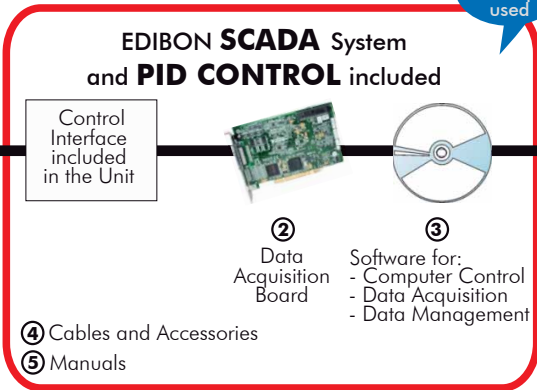 used
EDIBON SCADA System
and PID CONTROL included
Control
Interface
included
in the Unit
2
Data
Acquisition
Board
3
Software for:
- Computer Control
- Data Acquisition
- Data Management
4 Cables and Accessories
5 Manuals